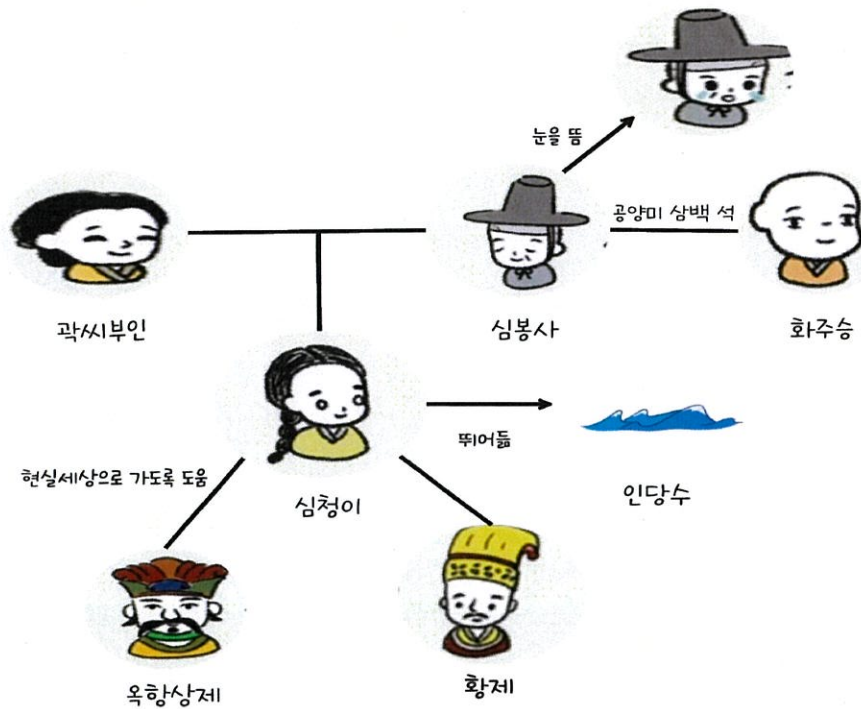 눈을 뜸
공양미 삼백 석
곽씨부인
심봉사
화주승
뛰어듦
현실세상으로 가도록 도움
심청이
인당수
옥황상제
황제